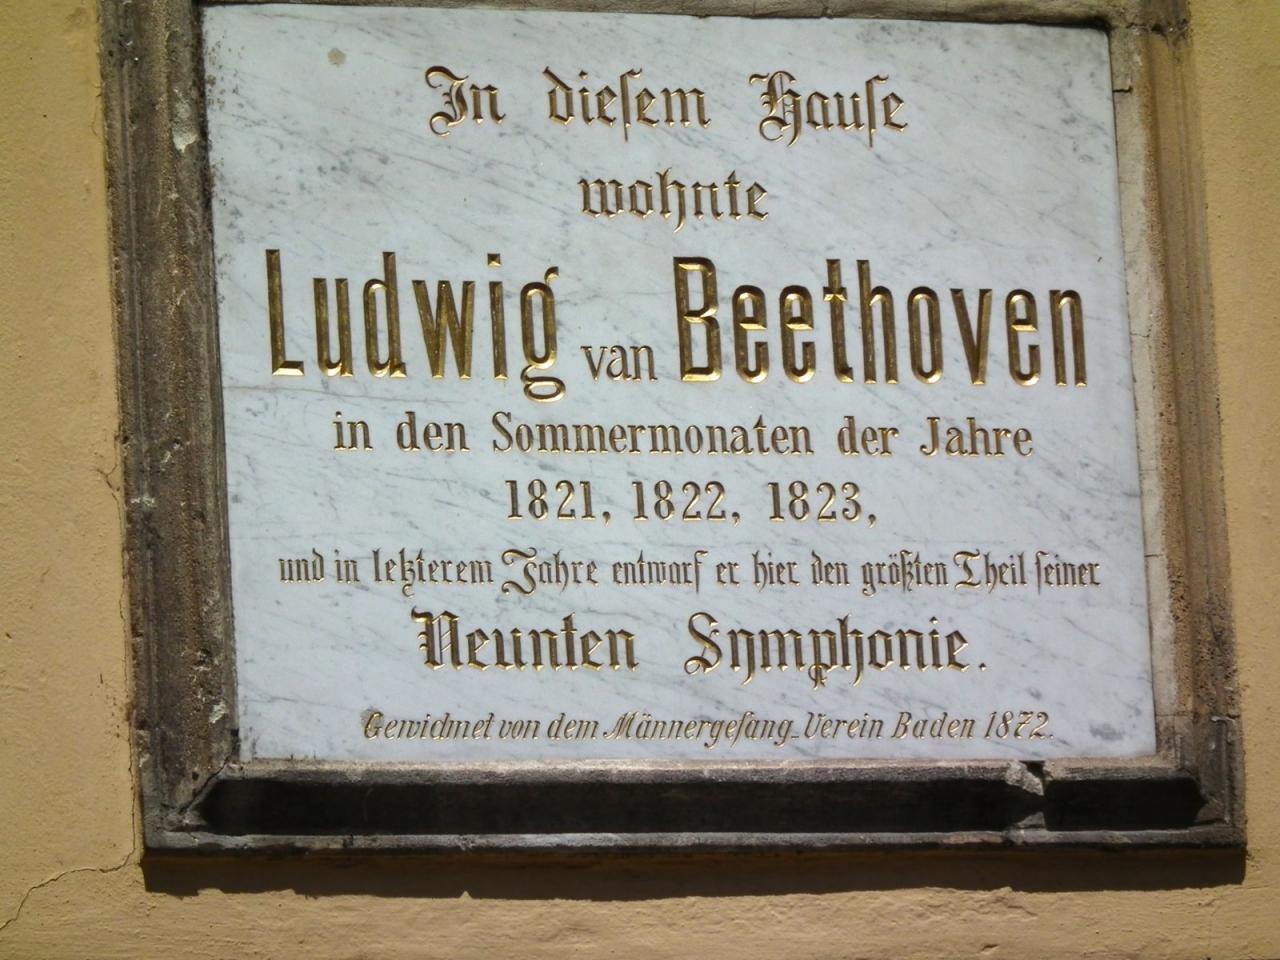 In diesem Hause
wohnte
Ludwig van Beethoven
in den Sommermonaten der Jahre
1821, 1822, 1823,
und in letzterem Jahre entwarf er hier den größten Theil seiner
Neunten Symphonie.
Gewidmet von dem Männergesang-Verein Baden 1872.